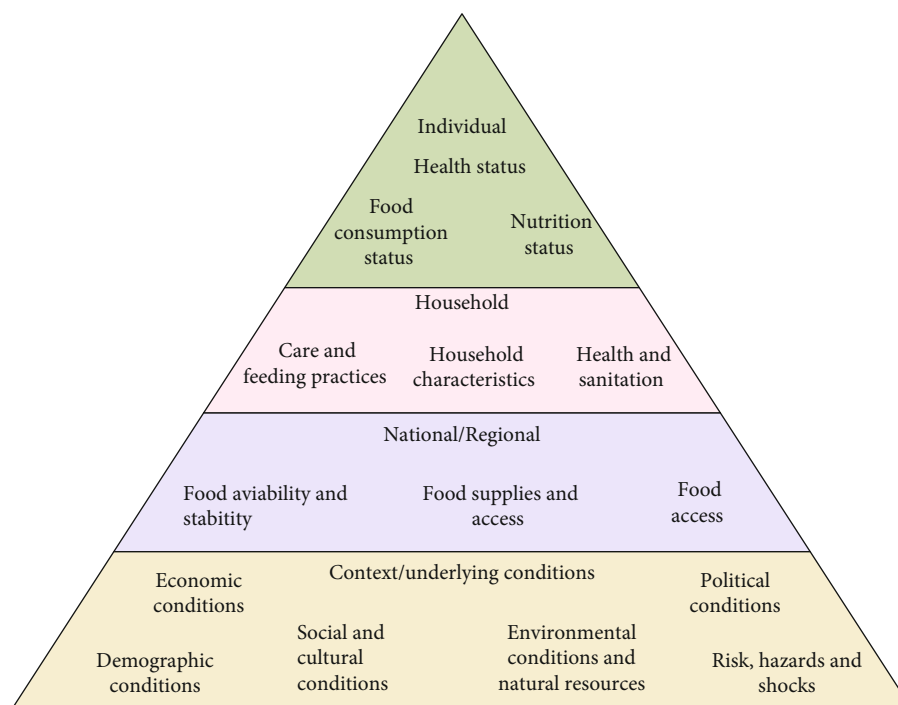 Individual
Health status
Food
consumption
status
Nutrition
status
Household
Care and
feeding practices
Household
characteristics
Health and
sanitation
National/Regional
Food aviability and
stabitity
Food supplies and
access
Food
access
Context/underlying conditions
Economic
conditions
Political
conditions
Demographic
conditions
Social and
cultural
conditions
Environmental
conditions and
natural resources
Risk, hazards and
shocks